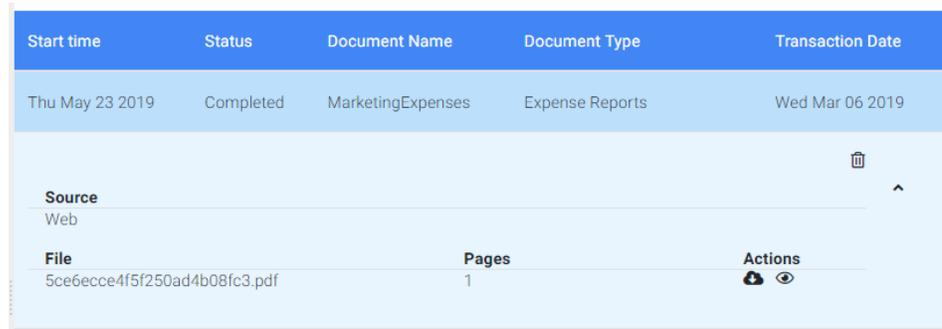 Start time Status Document Name Document Type Transaction Date
Thu May 23 2019 Completed MarketingExpenses Expense Reports Wed Mar 06 2019
Source
Web
File Pages Actions
5ce6ecce4f5f250ad4b08fc3.pdf 1